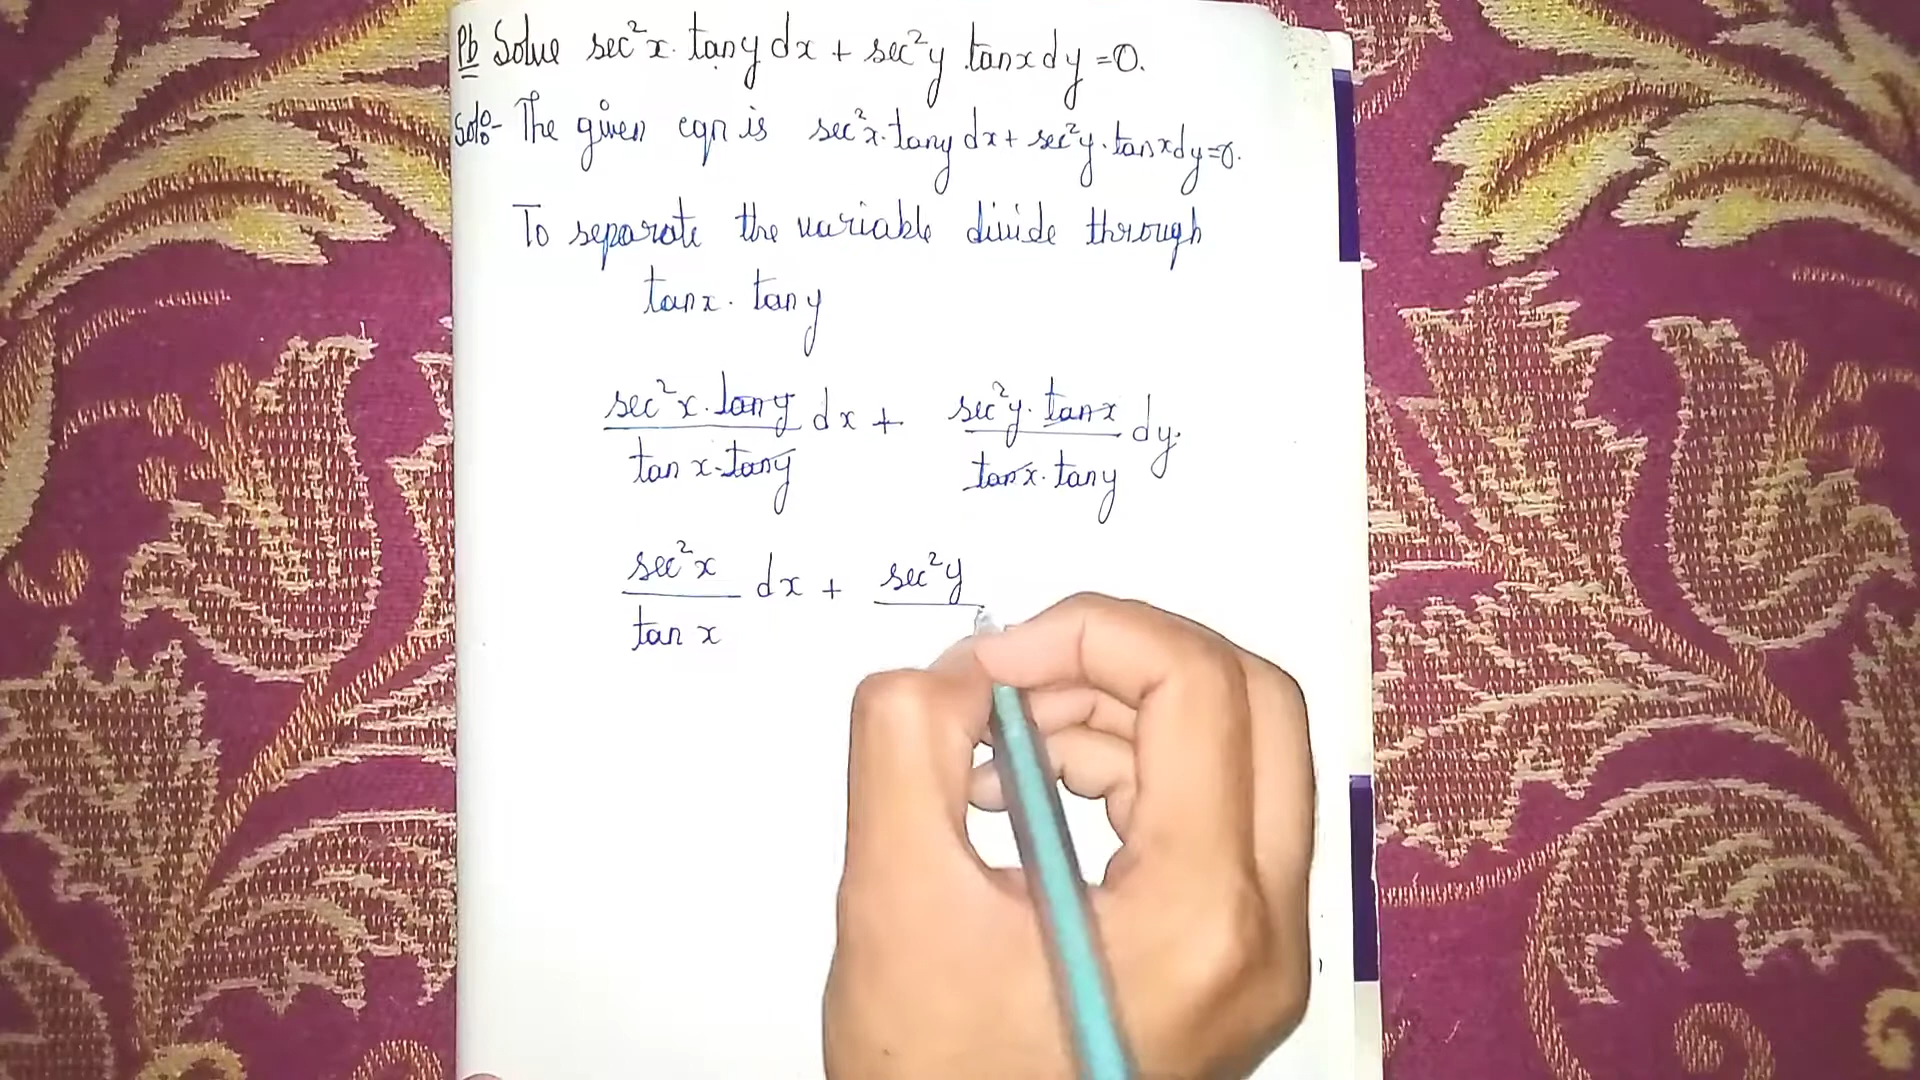 Pb Solve sec²x. tany dx + sec²y .tanx dy =0.
Sol:- The given eqn is sec²x.tany dx + sec²y.tanx dy=0.
To separate the variable divide through
tanx . tany
sec²x.tany/tan x.tany dx + sec²y.tanx/tanx.tany dy.
sec²x/tan x dx + sec²y